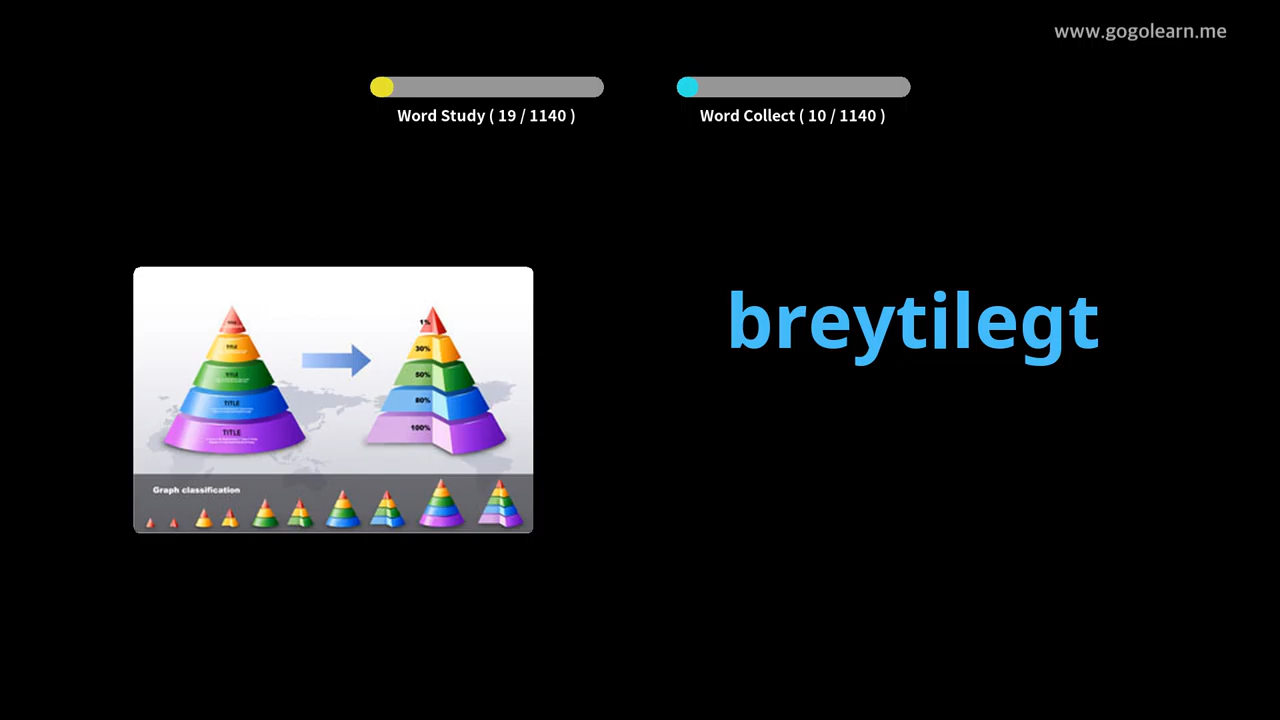 www.gogolearn.me
Word Study ( 19 / 1140 )
Word Collect ( 10 / 1140 )
breytilegt
TITLE
TITLE
TITLE
TITLE
1%
30%
50%
80%
100%
Graph classification